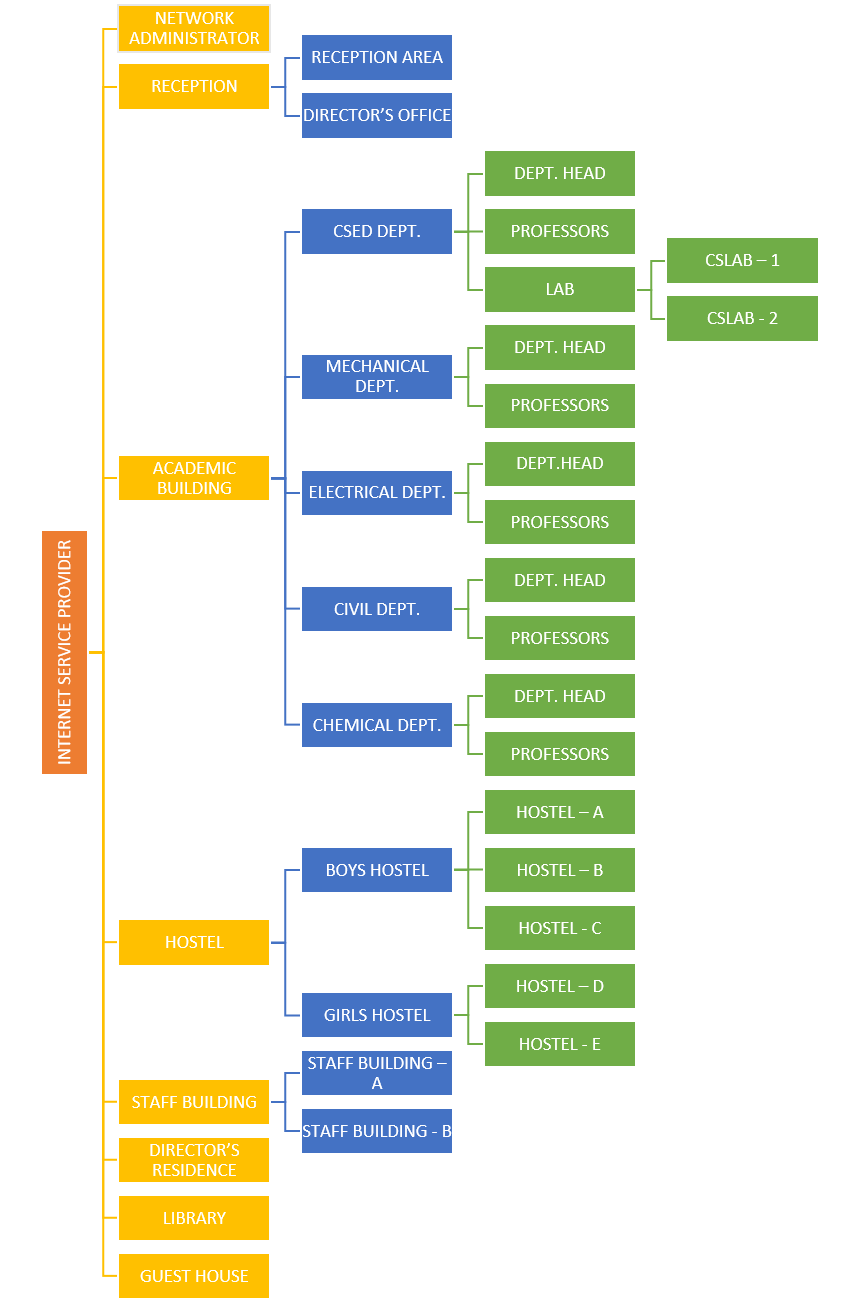 NETWORK
ADMINISTRATOR
RECEPTION
RECEPTION AREA
DIRECTOR’S OFFICE
DEPT. HEAD
CSED DEPT.
PROFESSORS
LAB
CSLAB – 1
CSLAB - 2
MECHANICAL
DEPT.
DEPT. HEAD
PROFESSORS
ACADEMIC
BUILDING
ELECTRICAL DEPT.
DEPT.HEAD
PROFESSORS
INTERNET SERVICE PROVIDER
CIVIL DEPT.
DEPT. HEAD
PROFESSORS
CHEMICAL DEPT.
DEPT. HEAD
PROFESSORS
HOSTEL
BOYS HOSTEL
HOSTEL – A
HOSTEL – B
HOSTEL - C
GIRLS HOSTEL
HOSTEL – D
HOSTEL - E
STAFF BUILDING
STAFF BUILDING –
A
STAFF BUILDING - B
DIRECTOR’S
RESIDENCE
LIBRARY
GUEST HOUSE